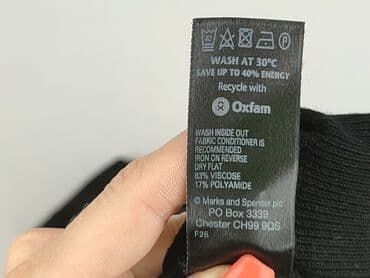 WASH AT 30°C
SAVE UP TO 40% ENERGY
Recycle with
Oxfam
WASH INSIDE OUT
FABRIC CONDITIONER IS
RECOMMENDED
IRON ON REVERSE
DRY FLAT
83% VISCOSE
17% POLYAMIDE
© Marks and Spencer plc
PO Box 3339
Chester CH99 9QS
F26